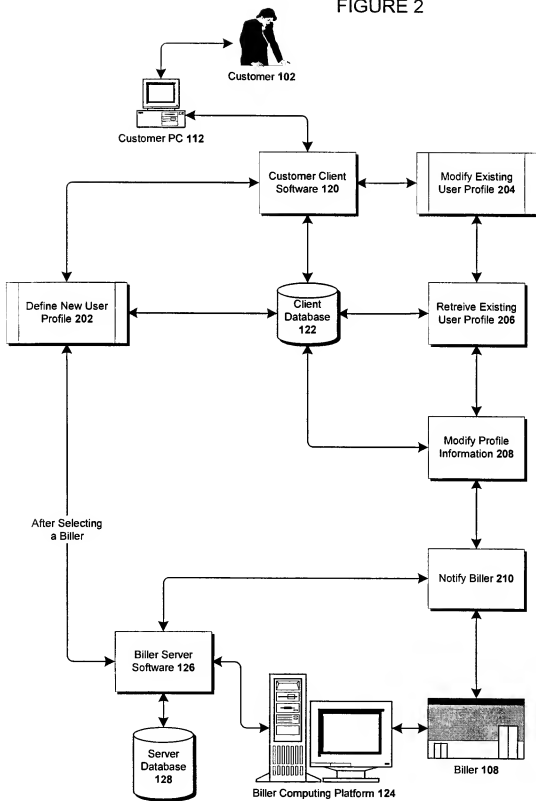 FIGURE 2
Customer 102
Customer PC 112
Customer Client
Software 120
Modify Existing
User Profile 204
Define New User
Profile 202
Client
Database
122
Retreive Existing
User Profile 206
Modify Profile
Information 208
After Selecting
a Biller
Notify Biller 210
Biller Server
Software 126
Server
Database
128
Biller Computing Platform 124
Biller 108